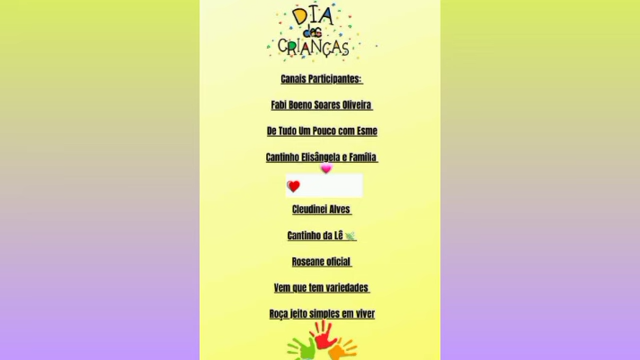 DIA
das
CRIANÇAS
Canais Participantes:
Fabi Boeno Soares Oliveira
De Tudo Um Pouco com Esme
Cantinho Elisângela e Família
Cleudinei Alves
Cantinho da Lê
Roseane oficial
Vem que tem variedades
Roça jeito simples em viver